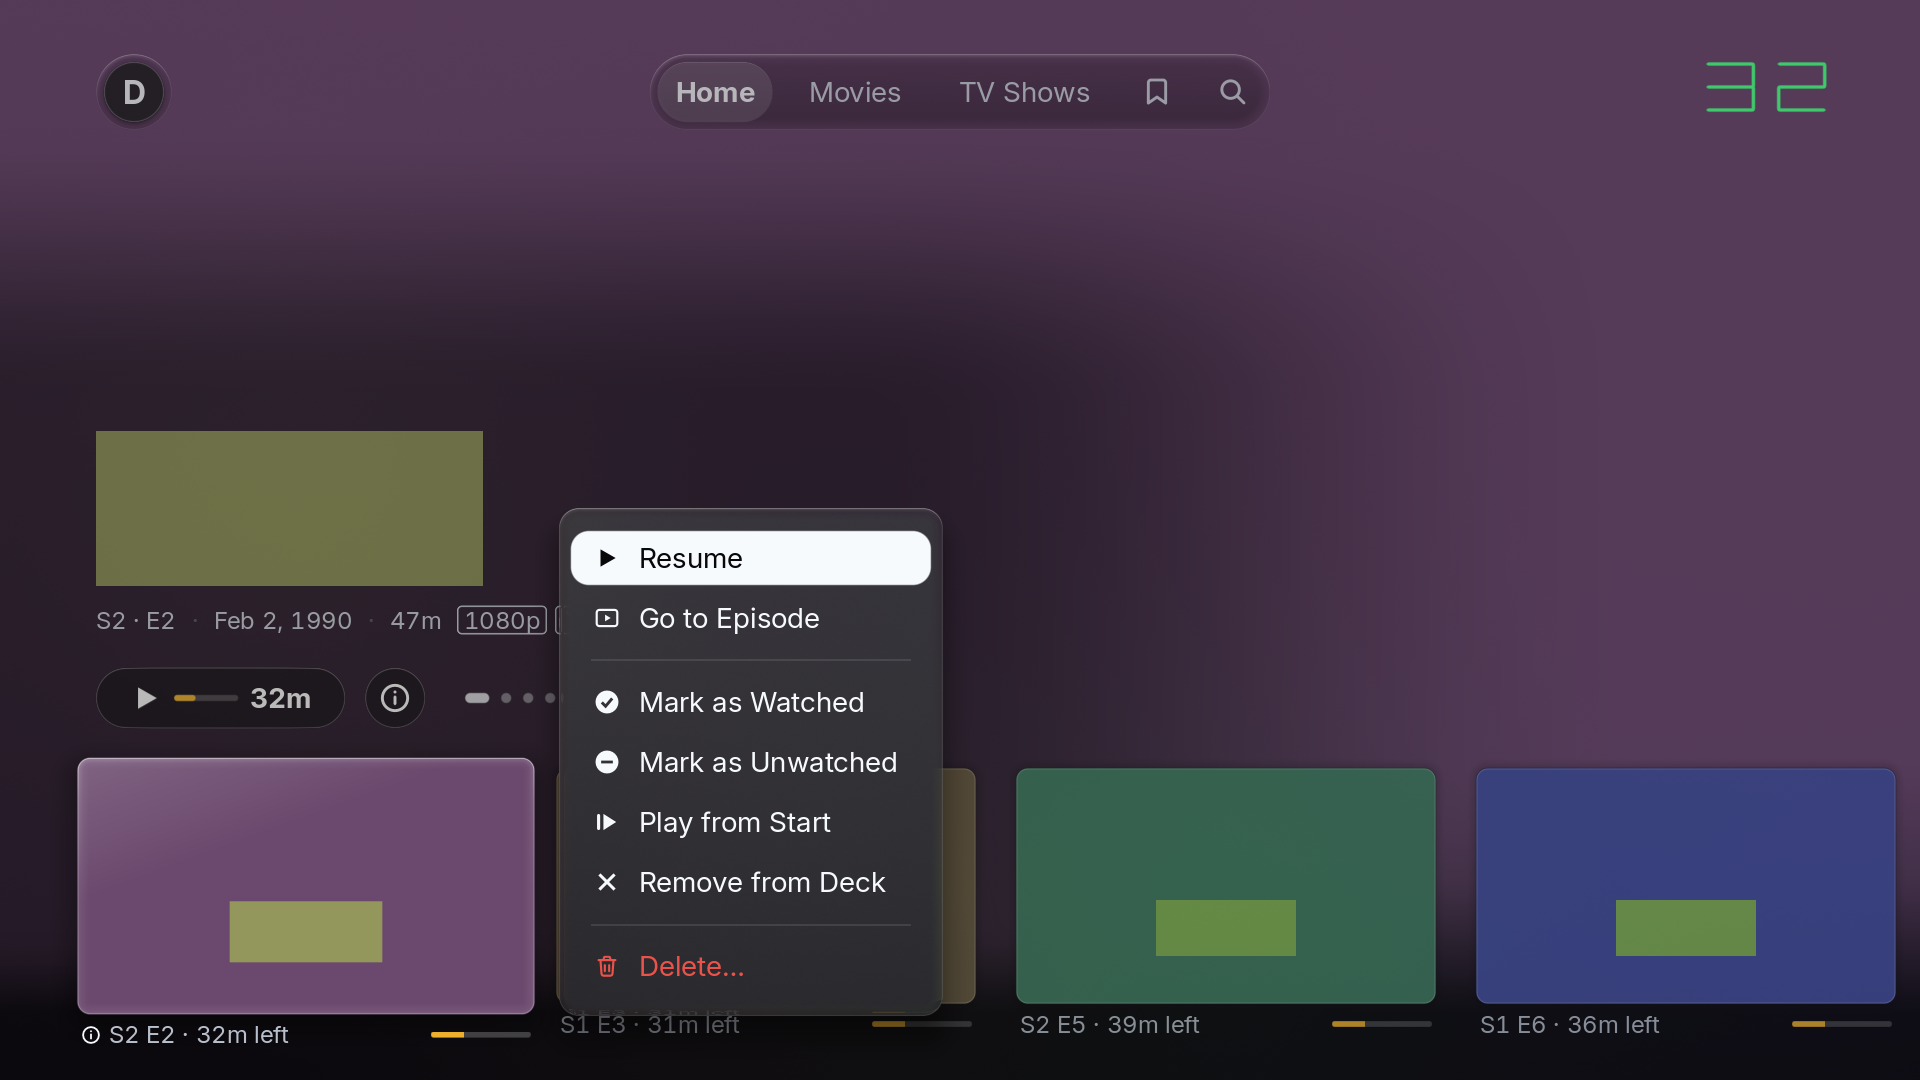 D
Home
Movies
TV Shows
32
S2 · E2 · Feb 2, 1990 · 47m 1080p
32m
Resume
Go to Episode
Mark as Watched
Mark as Unwatched
Play from Start
Remove from Deck
Delete...
S2 E2 · 32m left
S1 E3 · 31m left
S2 E5 · 39m left
S1 E6 · 36m left